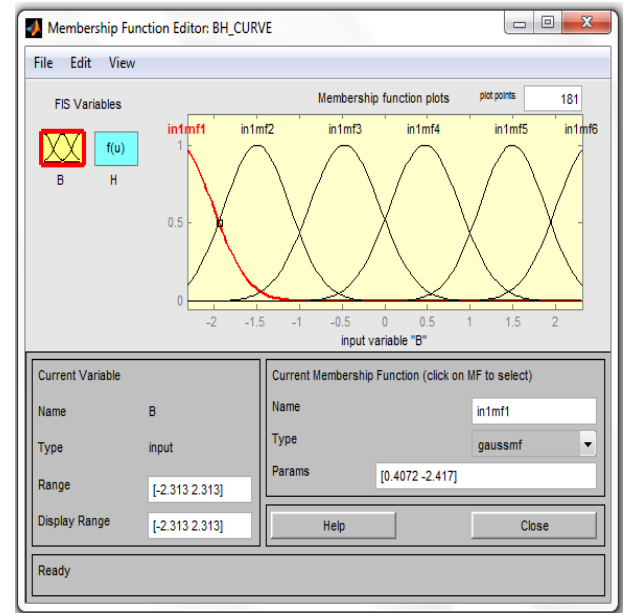 Membership Function Editor: BH_CURVE
File Edit View
FIS Variables
f(u)
B H
Membership function plots plot points: 181
in1mf1 in1mf2 in1mf3 in1mf4 in1mf5 in1mf6
1
0.5
0
-2 -1.5 -1 -0.5 0 0.5 1 1.5 2
input variable "B"
Current Variable
Name B
Type input
Range [-2.313 2.313]
Display Range [-2.313 2.313]
Current Membership Function (click on MF to select)
Name in1mf1
Type gaussmf
Params [0.4072 -2.417]
Help Close
Ready